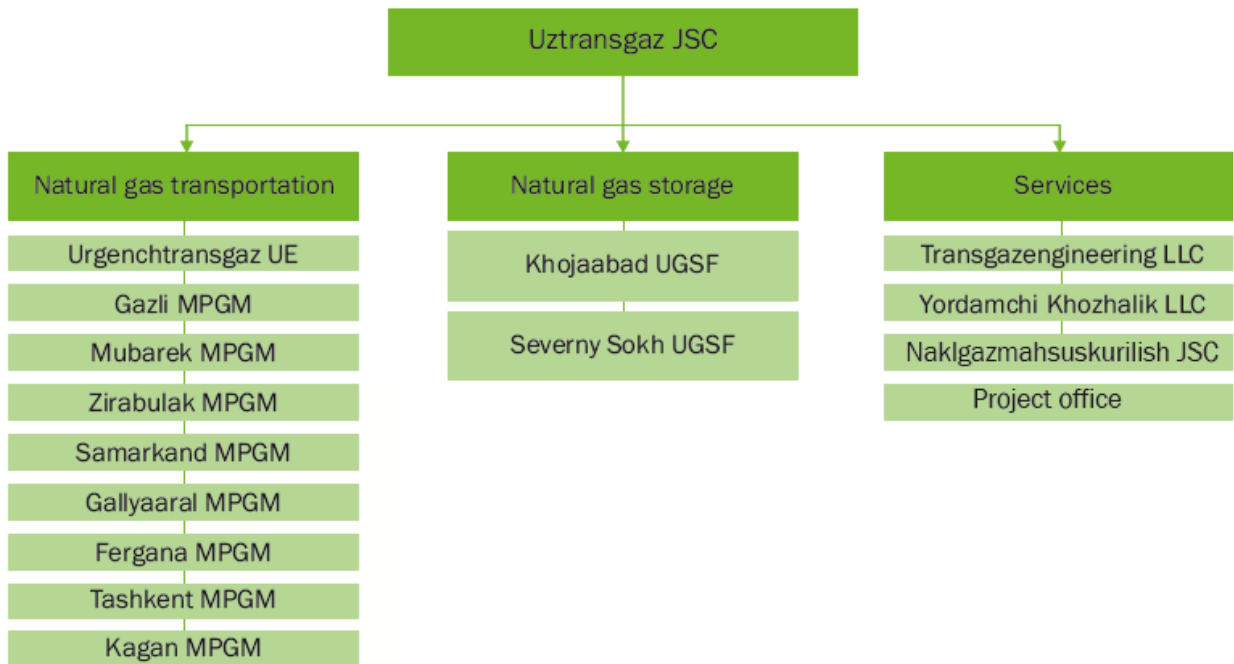 Uztransgaz JSC
Natural gas transportation
Urgenchtransgaz UE
Gazli MPGM
Mubarek MPGM
Zirabulak MPGM
Samarkand MPGM
Gallyaaral MPGM
Fergana MPGM
Tashkent MPGM
Kagan MPGM
Natural gas storage
Khojaabad UGSF
Severny Sokh UGSF
Services
Transgazengineering LLC
Yordamchi Khozhalik LLC
Naklgazmahsuskurilish JSC
Project office